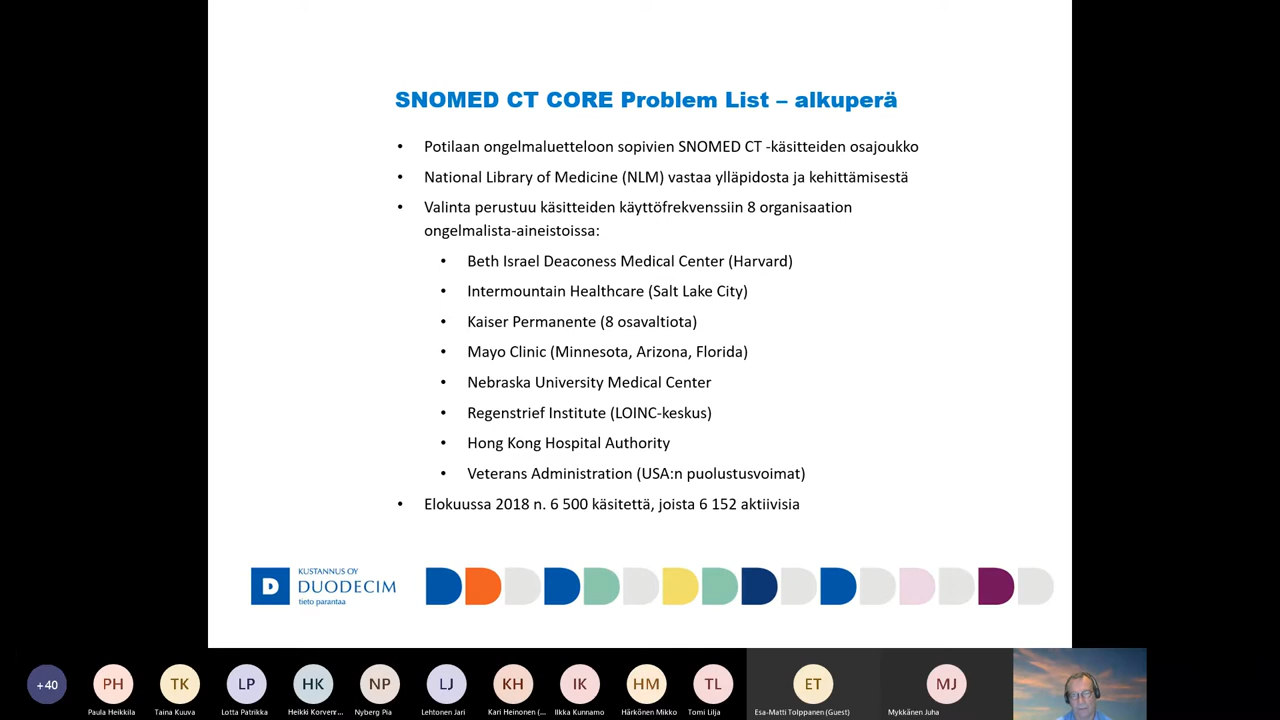 SNOMED CT CORE Problem List – alkuperä
• Potilaan ongelmaluetteloon sopivien SNOMED CT -käsitteiden osajoukko
• National Library of Medicine (NLM) vastaa ylläpidosta ja kehittämisestä
• Valinta perustuu käsitteiden käyttöfrekvenssiin 8 organisaation
ongelmalista-aineistoissa:
• Beth Israel Deaconess Medical Center (Harvard)
• Intermountain Healthcare (Salt Lake City)
• Kaiser Permanente (8 osavaltiota)
• Mayo Clinic (Minnesota, Arizona, Florida)
• Nebraska University Medical Center
• Regenstrief Institute (LOINC-keskus)
• Hong Kong Hospital Authority
• Veterans Administration (USA:n puolustusvoimat)
• Elokuussa 2018 n. 6 500 käsitettä, joista 6 152 aktiivisia
D
KUSTANNUS OY
DUODECIM
tieto parantaa
+40 PH TK LP HK NP LJ KH IK HM TL ET MJ
Paula Heikkila Taina Kuuva Lotta Patrikka Heikki Korvenr... Nyberg Pia Lehtonen Jari Kari Heinonen (... Ilkka Kunnamo Härkönen Mikko Tomi Lilja Esa-Matti Tolppanen (Guest) Mykkänen Juha